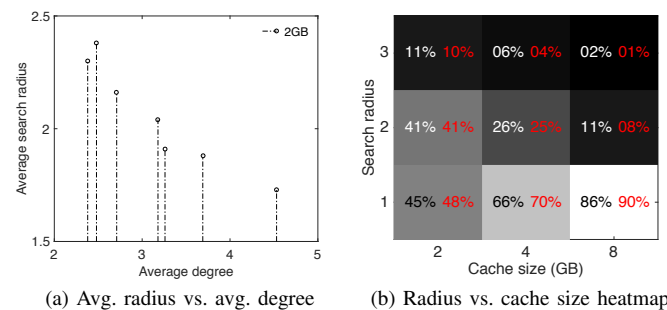 2.5
2GB
Average search radius
2
1.5
2 3 4 5
Average degree
(a) Avg. radius vs. avg. degree
Search radius
3 11% 10% 06% 04% 02% 01%
2 41% 41% 26% 25% 11% 08%
1 45% 48% 66% 70% 86% 90%
2 4 8
Cache size (GB)
(b) Radius vs. cache size heatmap